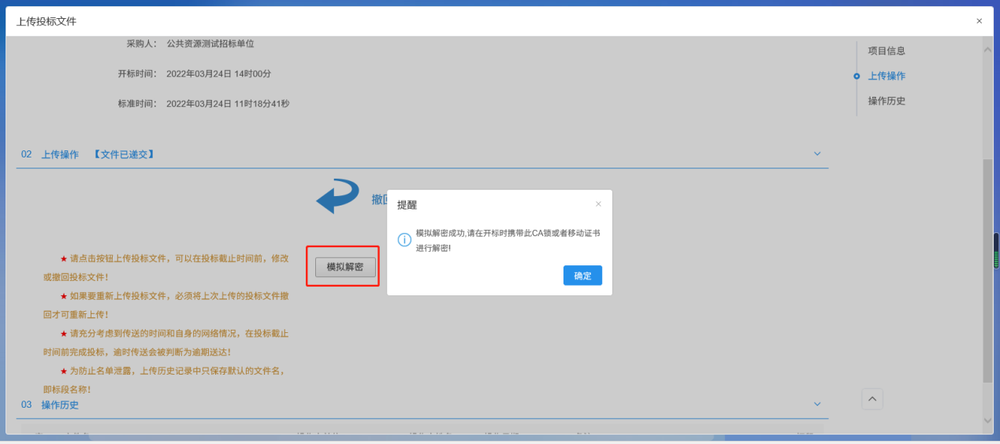 上传投标文件
×
采购人： 公共资源测试招标单位
项目信息
开标时间： 2022年03月24日 14时00分
上传操作
标准时间： 2022年03月24日 11时18分41秒
操作历史
02 上传操作 【文件已递交】
撤回
提醒
×
模拟解密成功,请在开标时携带此CA锁或者移动证书
进行解密!
确定
模拟解密
★ 请点击按钮上传投标文件，可以在投标截止时间前，修改
或撤回投标文件！
★ 如果要重新上传投标文件，必须将上次上传的投标文件撤
回才可重新上传！
★ 请充分考虑到传送的时间和自身的网络情况，在投标截止
时间前完成投标，逾时传送会被判断为逾期送达！
★ 为防止名单泄露，上传历史记录中只保存默认的文件名，
即标段名称！
03 操作历史